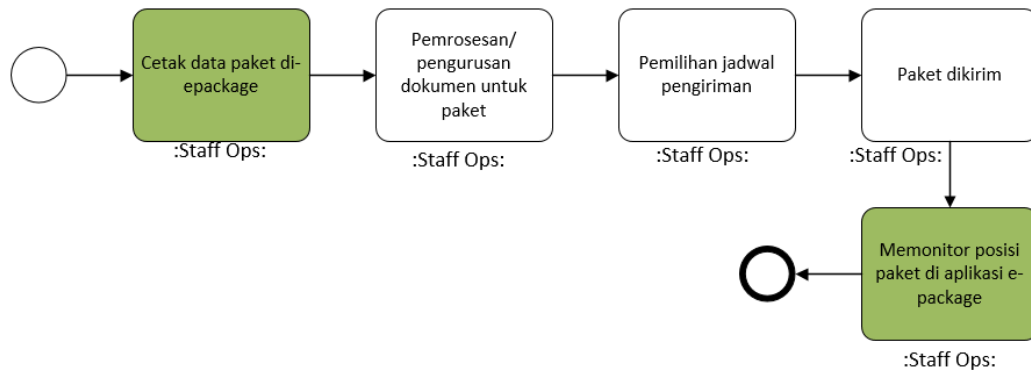 Cetak data paket di-
epackage
:Staff Ops:
Pemrosesan/
pengurusan
dokumen untuk
paket
:Staff Ops:
Pemilihan jadwal
pengiriman
:Staff Ops:
Paket dikirim
:Staff Ops:
Memonitor posisi
paket di aplikasi e-
package
:Staff Ops: